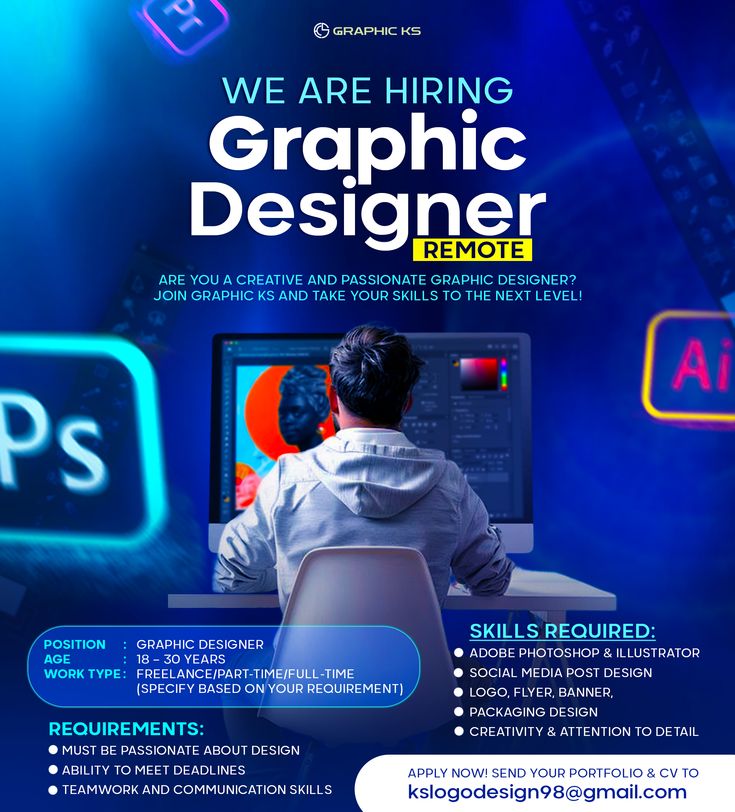 Pr
GRAPHIC KS
WE ARE HIRING
Graphic
Designer
REMOTE
ARE YOU A CREATIVE AND PASSIONATE GRAPHIC DESIGNER?
JOIN GRAPHIC KS AND TAKE YOUR SKILLS TO THE NEXT LEVEL!
Ps
Ai
POSITION : GRAPHIC DESIGNER
AGE : 18 – 30 YEARS
WORK TYPE : FREELANCE/PART-TIME/FULL-TIME
(SPECIFY BASED ON YOUR REQUIREMENT)
REQUIREMENTS:
MUST BE PASSIONATE ABOUT DESIGN
ABILITY TO MEET DEADLINES
TEAMWORK AND COMMUNICATION SKILLS
SKILLS REQUIRED:
ADOBE PHOTOSHOP & ILLUSTRATOR
SOCIAL MEDIA POST DESIGN
LOGO, FLYER, BANNER,
PACKAGING DESIGN
CREATIVITY & ATTENTION TO DETAIL
APPLY NOW! SEND YOUR PORTFOLIO & CV TO
kslogodesign98@gmail.com